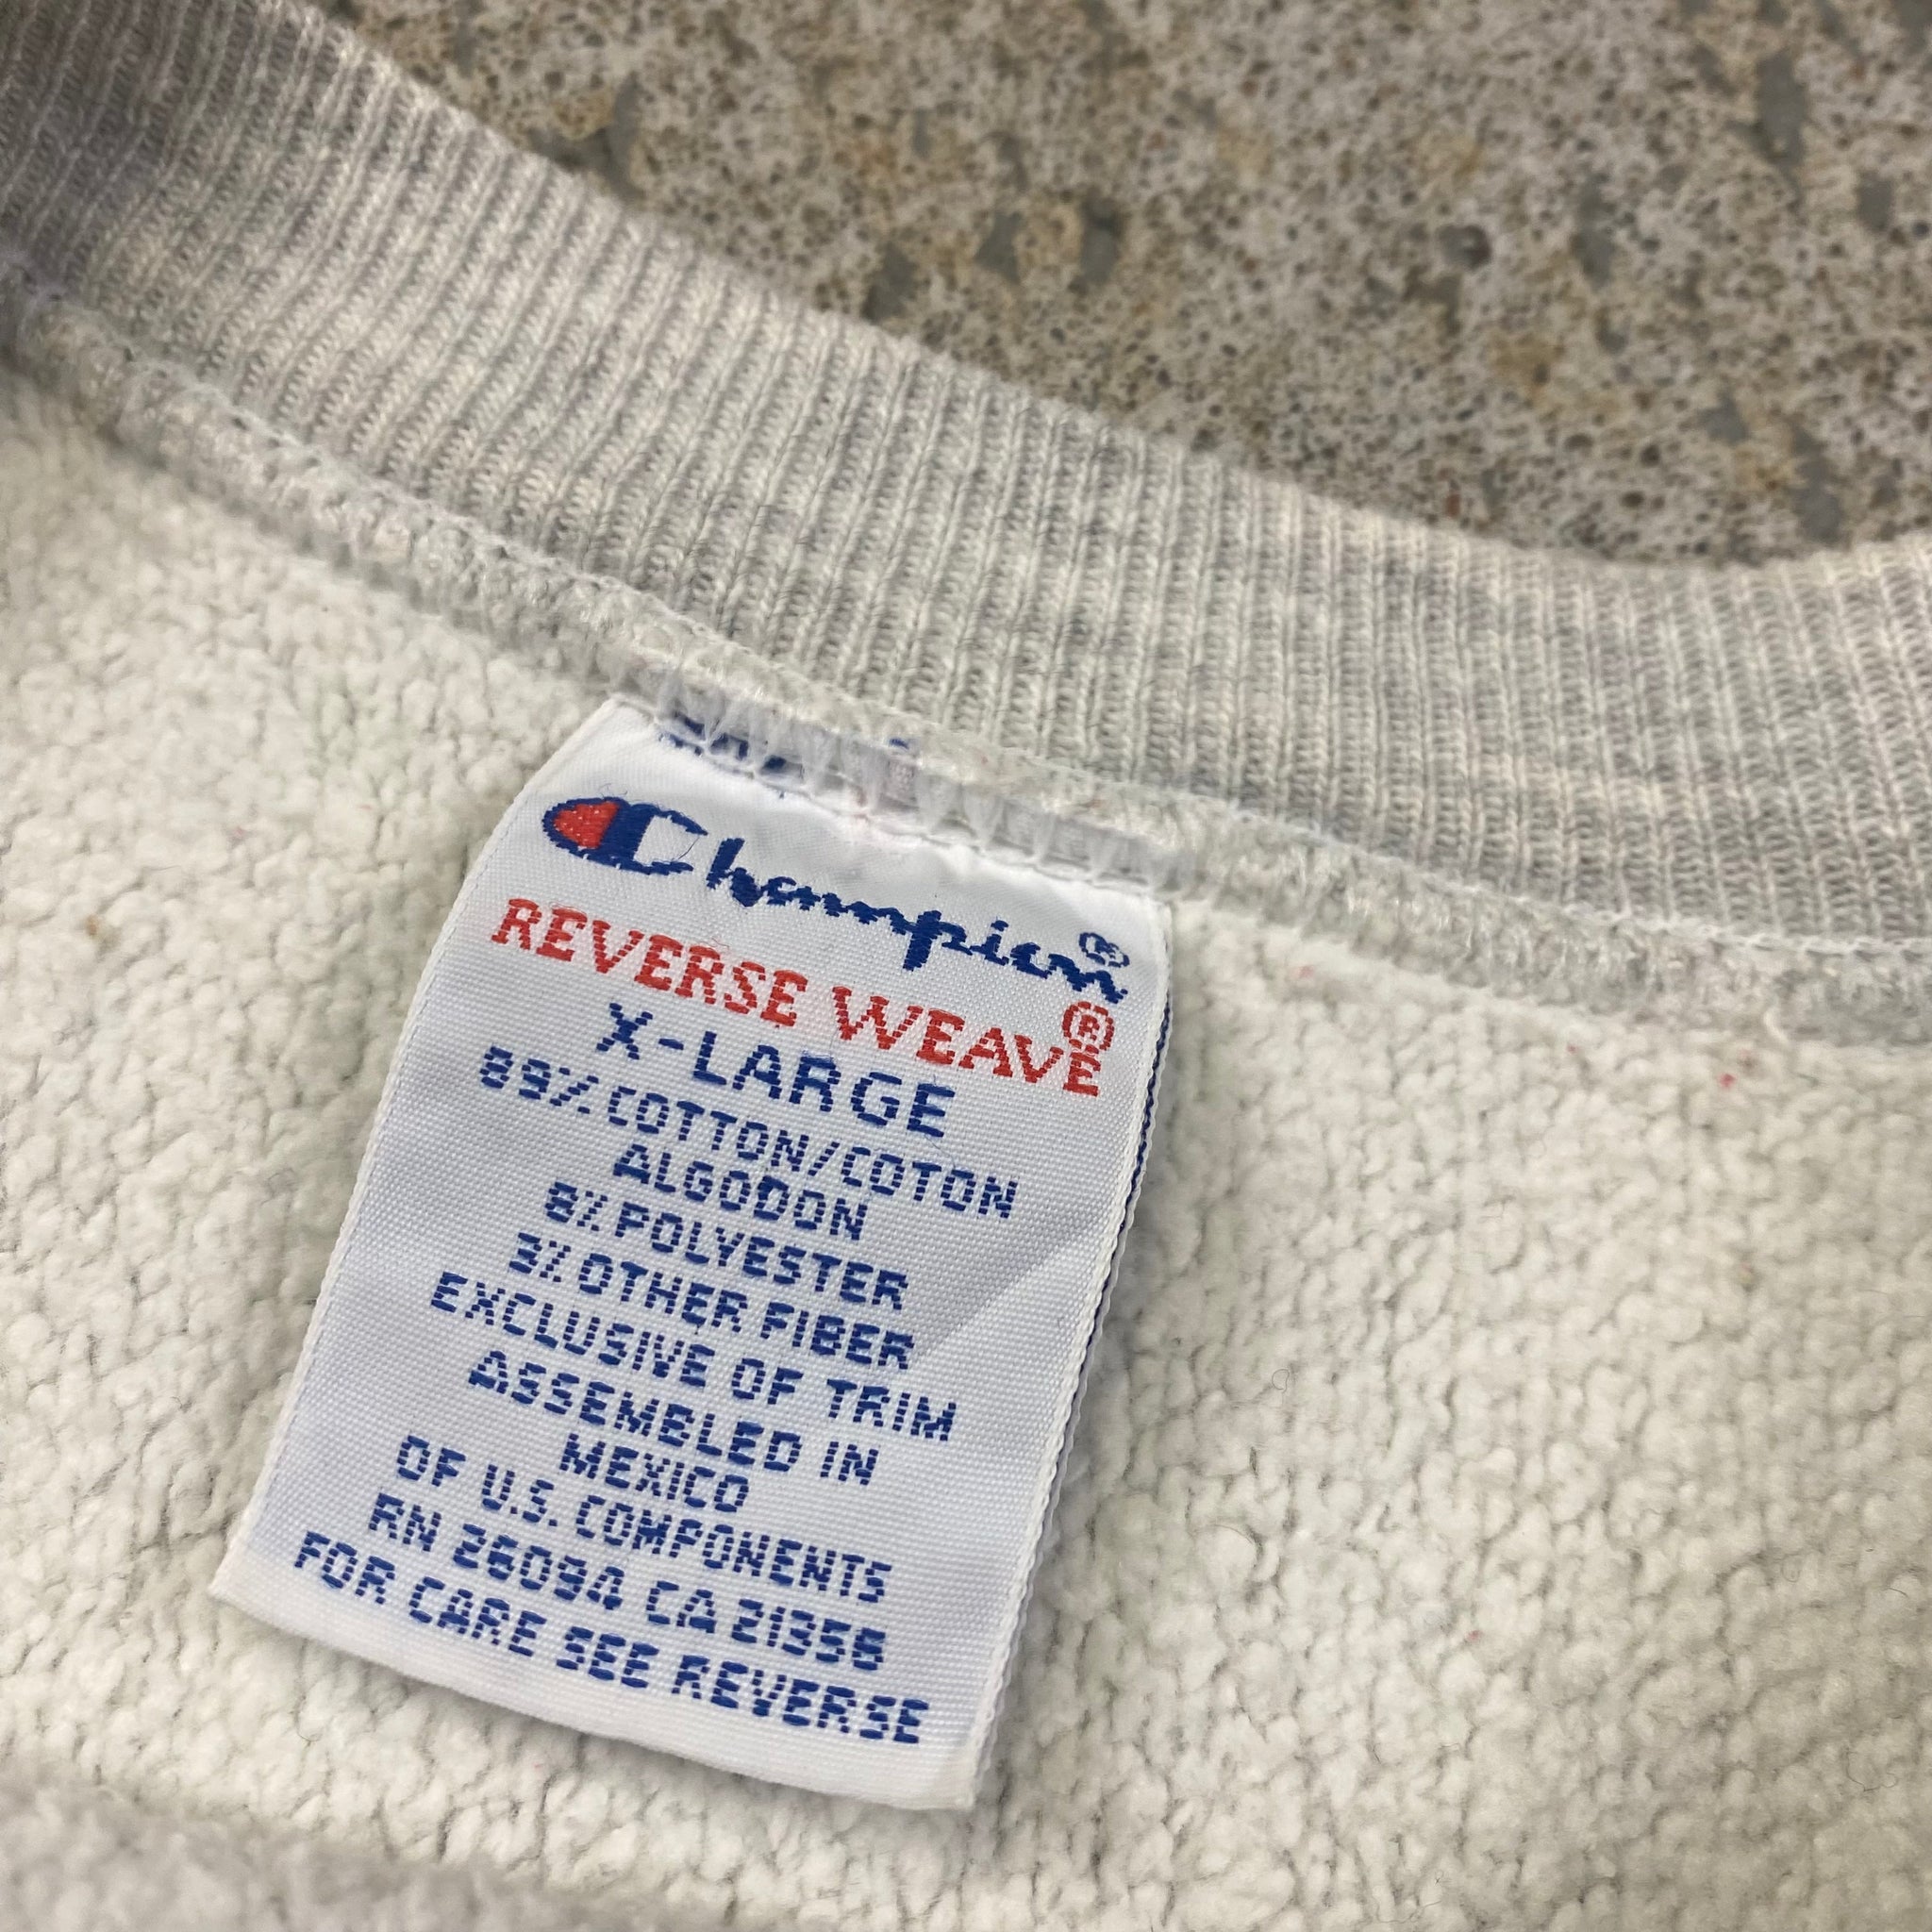 Champion®
REVERSE WEAVE®
X-LARGE
89% COTTON/COTON
ALGODON
8% POLYESTER
3% OTHER FIBER
EXCLUSIVE OF TRIM
ASSEMBLED IN
MEXICO
OF U.S. COMPONENTS
RN 26094 CA 21356
FOR CARE SEE REVERSE